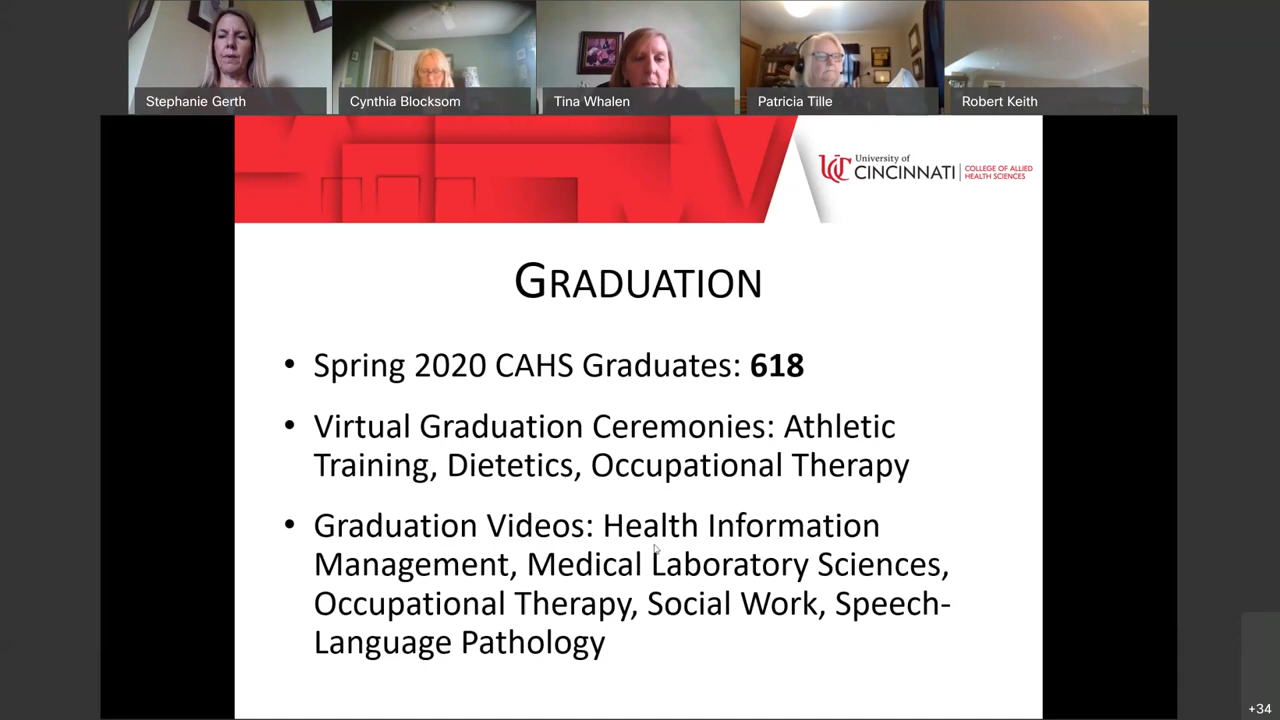 Stephanie Gerth
Cynthia Blocksom
Tina Whalen
Patricia Tille
Robert Keith
UC University of CINCINNATI | COLLEGE OF ALLIED HEALTH SCIENCES
GRADUATION
• Spring 2020 CAHS Graduates: 618
• Virtual Graduation Ceremonies: Athletic
Training, Dietetics, Occupational Therapy
• Graduation Videos: Health Information
Management, Medical Laboratory Sciences,
Occupational Therapy, Social Work, Speech-
Language Pathology
+34